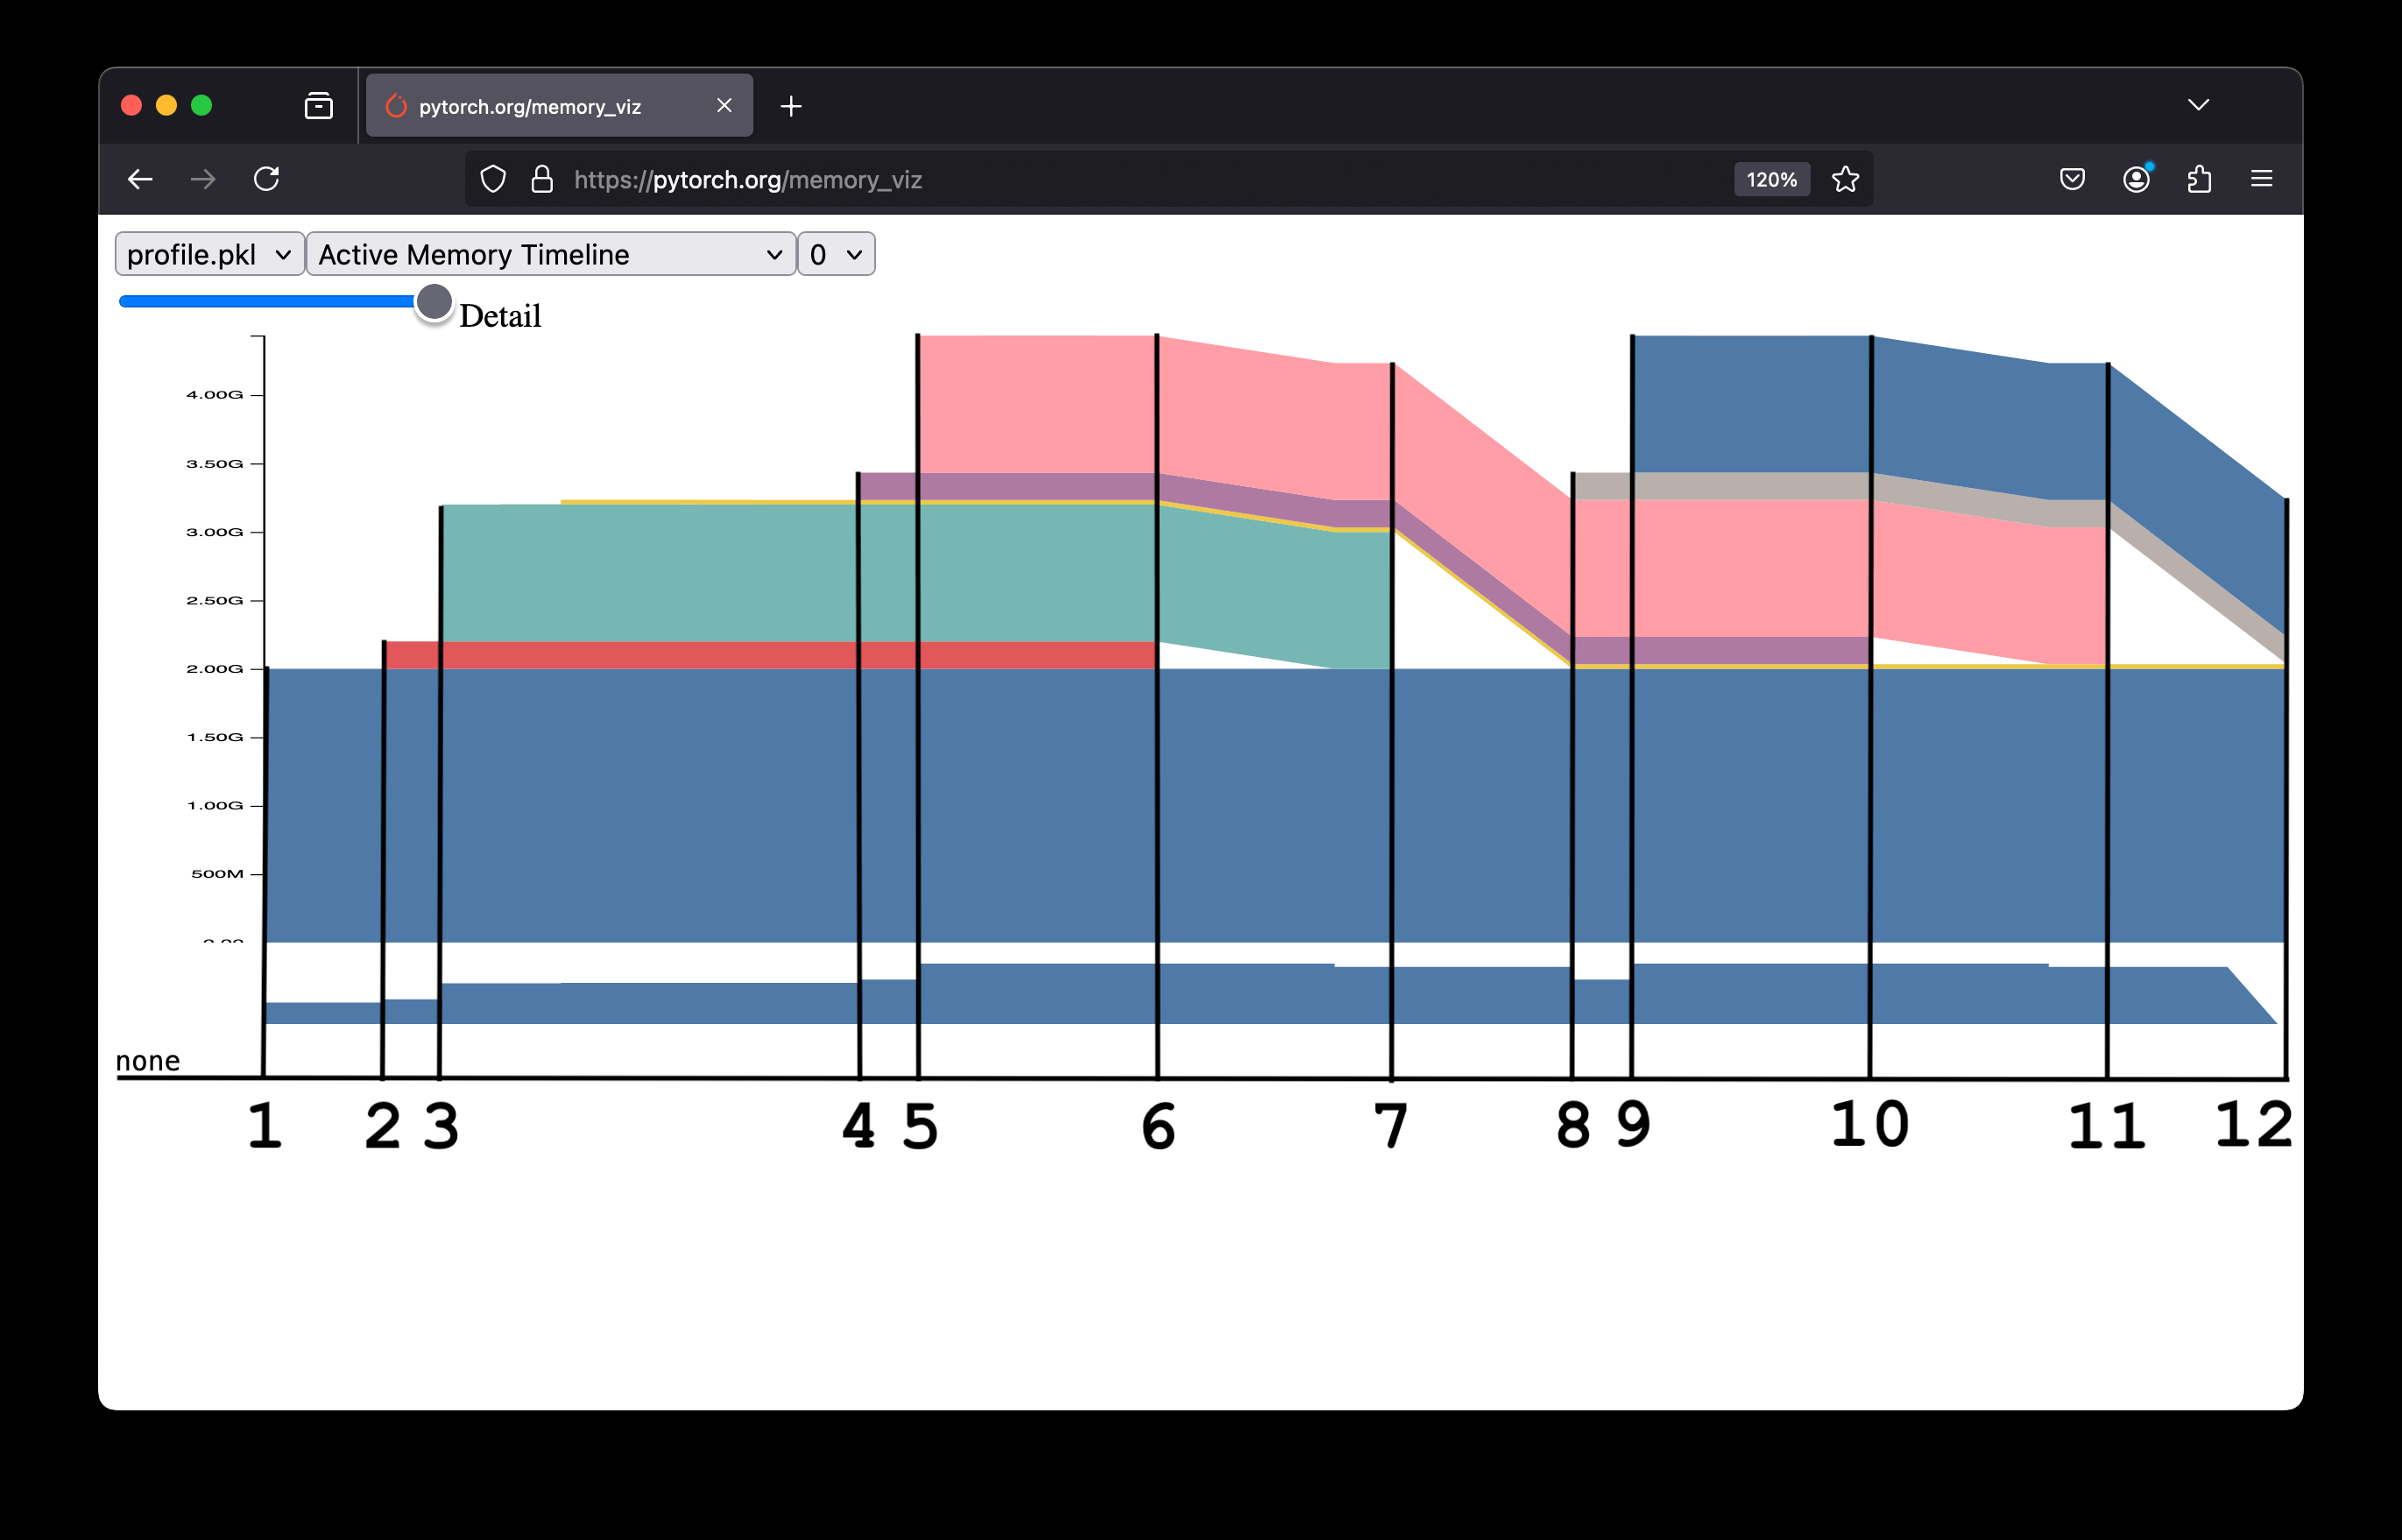 pytorch.org/memory_viz
https://pytorch.org/memory_viz
120%
profile.pkl Active Memory Timeline 0
Detail
4.00G
3.50G
3.00G
2.50G
2.00G
1.50G
1.00G
500M
none
1 2 3 4 5 6 7 8 9 10 11 12